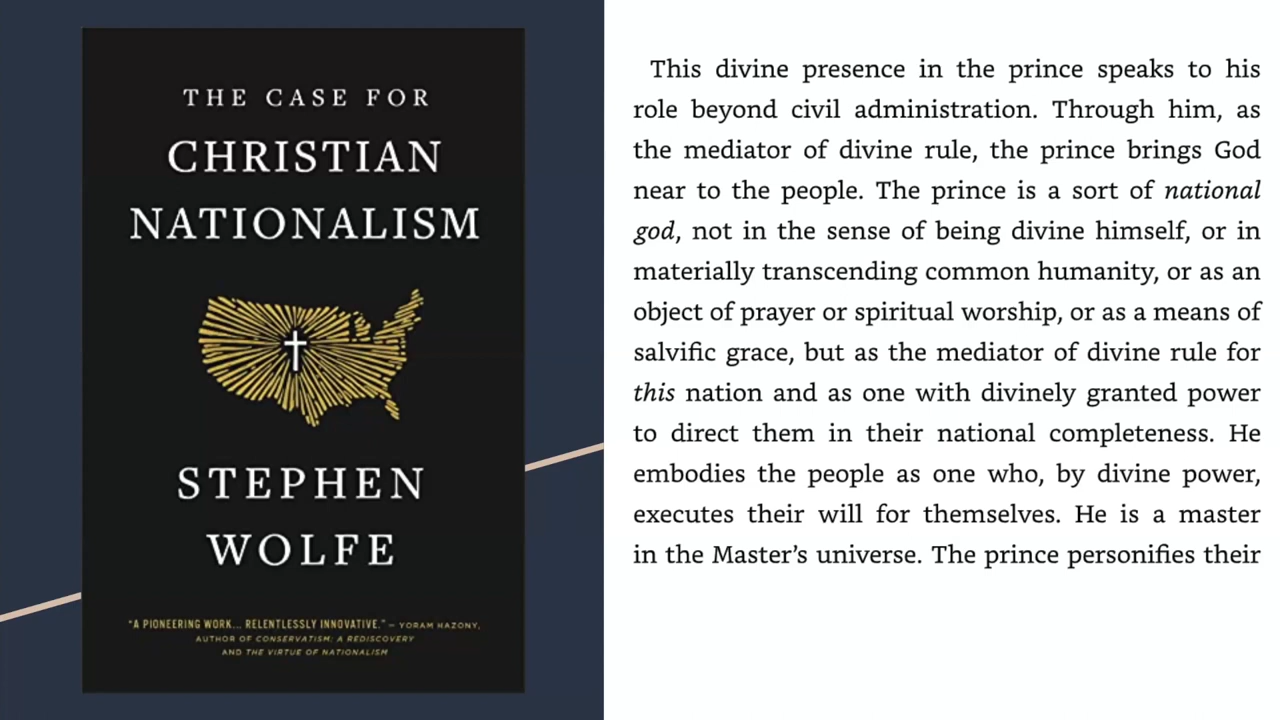 THE CASE FOR
CHRISTIAN
NATIONALISM
STEPHEN
WOLFE
"A PIONEERING WORK... RELENTLESSLY INNOVATIVE." – YORAM HAZONY,
AUTHOR OF CONSERVATISM: A REDISCOVERY
AND THE VIRTUE OF NATIONALISM
This divine presence in the prince speaks to his
role beyond civil administration. Through him, as
the mediator of divine rule, the prince brings God
near to the people. The prince is a sort of national
god, not in the sense of being divine himself, or in
materially transcending common humanity, or as an
object of prayer or spiritual worship, or as a means of
salvific grace, but as the mediator of divine rule for
this nation and as one with divinely granted power
to direct them in their national completeness. He
embodies the people as one who, by divine power,
executes their will for themselves. He is a master
in the Master's universe. The prince personifies their